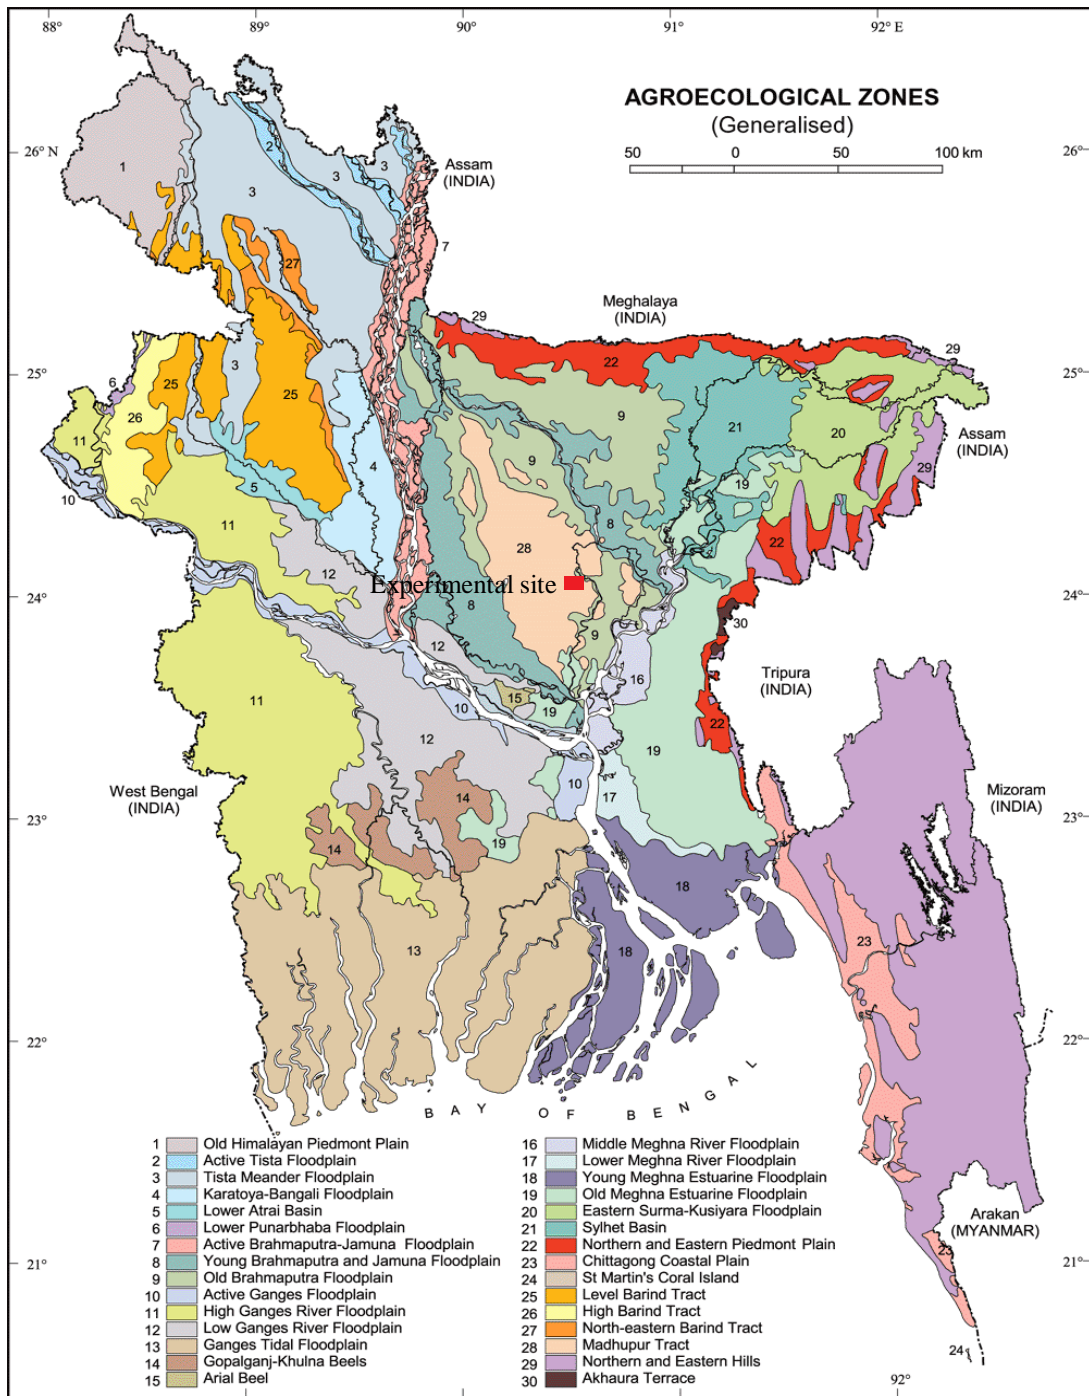 88° 89° 90° 91° 92° E
AGROECOLOGICAL ZONES
(Generalised)
50 0 50 100 km
26° N
26°
Assam
(INDIA)
1
2
3
3
3
3
7
27
Meghalaya
(INDIA)
29
29
22
25°
25°
6
25
3
25
26
11
9
21
20
Assam
(INDIA)
29
4
9
5
19
10
11
8
28
22
12
Experimental site
24°
24°
8
9
30
12
16
Tripura
(INDIA)
11
10
15
19
22
12
19
West Bengal
(INDIA)
10
17
Mizoram
(INDIA)
14
23°
23°
14
19
18
13
18
23
22°
22°
BAY OF BENGAL
1 Old Himalayan Piedmont Plain
2 Active Tista Floodplain
3 Tista Meander Floodplain
4 Karatoya-Bangali Floodplain
5 Lower Atrai Basin
6 Lower Punarbhaba Floodplain
7 Active Brahmaputra-Jamuna Floodplain
8 Young Brahmaputra and Jamuna Floodplain
9 Old Brahmaputra Floodplain
10 Active Ganges Floodplain
11 High Ganges River Floodplain
12 Low Ganges River Floodplain
13 Ganges Tidal Floodplain
14 Gopalganj-Khulna Beels
15 Arial Beel
16 Middle Meghna River Floodplain
17 Lower Meghna River Floodplain
18 Young Meghna Estuarine Floodplain
19 Old Meghna Estuarine Floodplain
20 Eastern Surma-Kusiyara Floodplain
21 Sylhet Basin
22 Northern and Eastern Piedmont Plain
23 Chittagong Coastal Plain
24 St Martin's Coral Island
25 Level Barind Tract
26 High Barind Tract
27 North-eastern Barind Tract
28 Madhupur Tract
29 Northern and Eastern Hills
30 Akhaura Terrace
Arakan
(MYANMAR)
23
21°
21°
24
92°